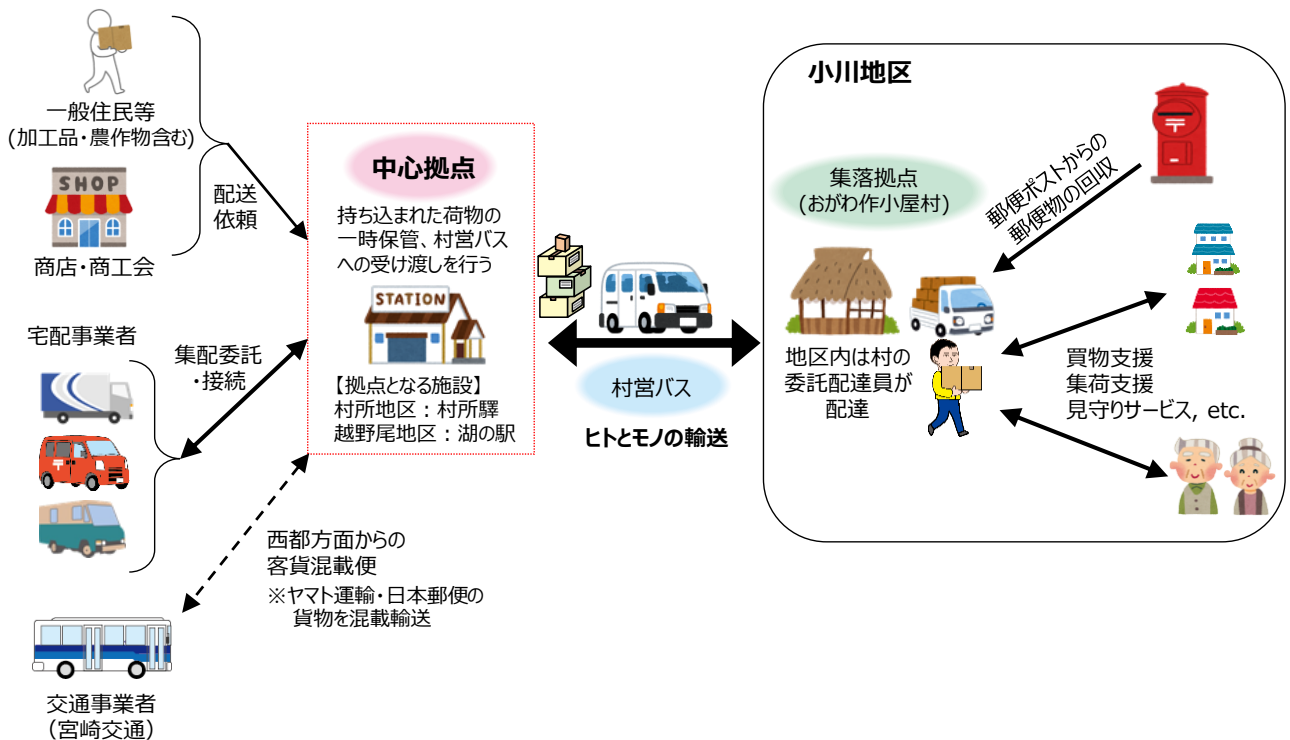 一般住民等
(加工品・農作物含む)
SHOP
商店・商工会
配送
依頼
宅配事業者
集配委託
・接続
〒
交通事業者
(宮崎交通)
西都方面からの
客貨混載便
※ヤマト運輸・日本郵便の
貨物を混載輸送
中心拠点
持ち込まれた荷物の
一時保管、村営バス
への受け渡しを行う
STATION
【拠点となる施設】
村所地区：村所驛
越野尾地区：湖の駅
村営バス
ヒトとモノの輸送
小川地区
集落拠点
(おがわ作小屋村)
地区内は村の
委託配達員が
配達
郵便ポストからの
郵便物の回収
〒
買物支援
集荷支援
見守りサービス, etc.